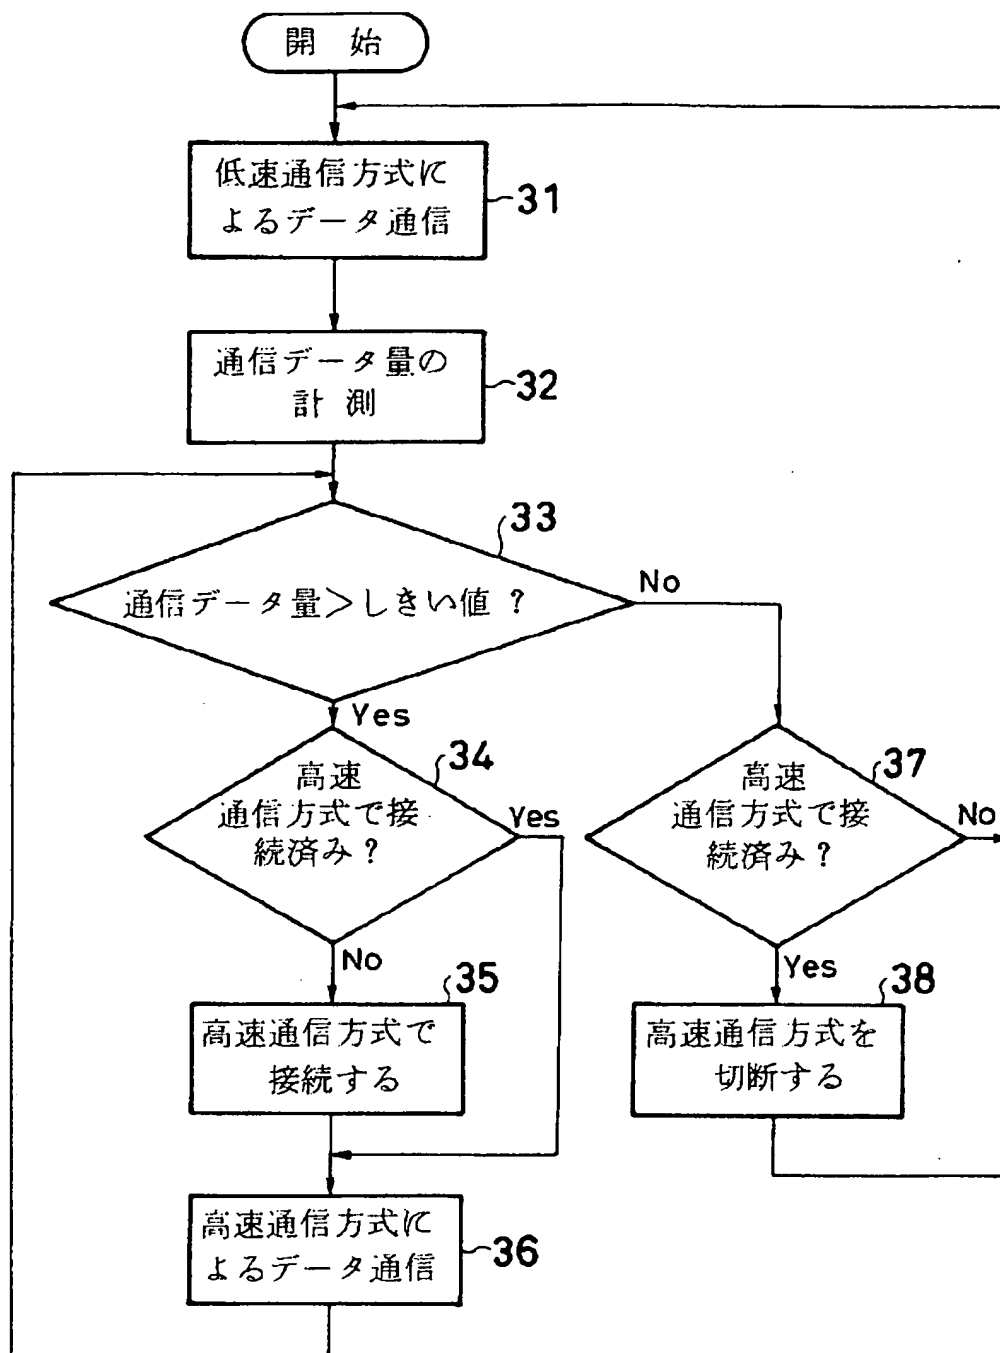 開 始
低速通信方式に
よるデータ通信
31
通信データ量の
計 測
32
33
通信データ量>しきい値?
No
Yes
34
高速
通信方式で接
続済み?
Yes
No
37
高速
通信方式で接
続済み?
No
Yes
35
高速通信方式で
接続する
38
高速通信方式を
切断する
高速通信方式に
よるデータ通信
36